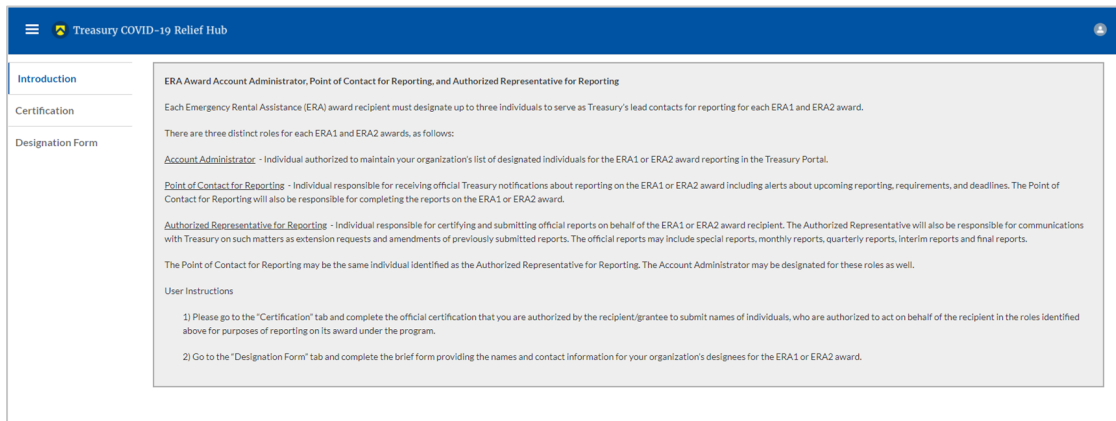 Treasury COVID-19 Relief Hub
Introduction
Certification
Designation Form
ERA Award Account Administrator, Point of Contact for Reporting, and Authorized Representative for Reporting
Each Emergency Rental Assistance (ERA) award recipient must designate up to three individuals to serve as Treasury's lead contacts for reporting for each ERA1 and ERA2 award.
There are three distinct roles for each ERA1 and ERA2 awards, as follows:
Account Administrator - Individual authorized to maintain your organization's list of designated individuals for the ERA1 or ERA2 award reporting in the Treasury Portal.
Point of Contact for Reporting - Individual responsible for receiving official Treasury notifications about reporting on the ERA1 or ERA2 award including alerts about upcoming reporting, requirements, and deadlines. The Point of
Contact for Reporting will also be responsible for completing the reports on the ERA1 or ERA2 award.
Authorized Representative for Reporting - Individual responsible for certifying and submitting official reports on behalf of the ERA1 or ERA2 award recipient. The Authorized Representative will also be responsible for communications
with Treasury on such matters as extension requests and amendments of previously submitted reports. The official reports may include special reports, monthly reports, quarterly reports, interim reports and final reports.
The Point of Contact for Reporting may be the same individual identified as the Authorized Representative for Reporting. The Account Administrator may be designated for these roles as well.
User Instructions
1) Please go to the "Certification" tab and complete the official certification that you are authorized by the recipient/grantee to submit names of individuals, who are authorized to act on behalf of the recipient in the roles identified
above for purposes of reporting on its award under the program.
2) Go to the "Designation Form" tab and complete the brief form providing the names and contact information for your organization's designees for the ERA1 or ERA2 award.